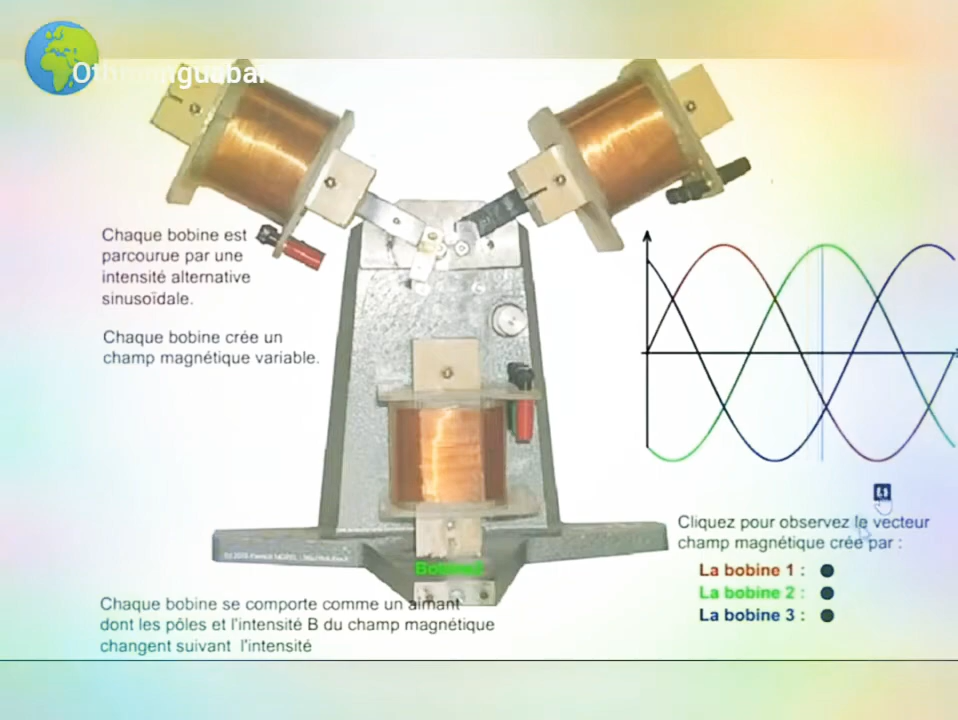 Chaque bobine est
parcourue par une
intensité alternative
sinusoïdale.
Chaque bobine crée un
champ magnétique variable.
Cliquez pour observez le vecteur
champ magnétique crée par :
La bobine 1 :
La bobine 2 :
La bobine 3 :
Chaque bobine se comporte comme un aimant
dont les pôles et l'intensité B du champ magnétique
changent suivant l'intensité